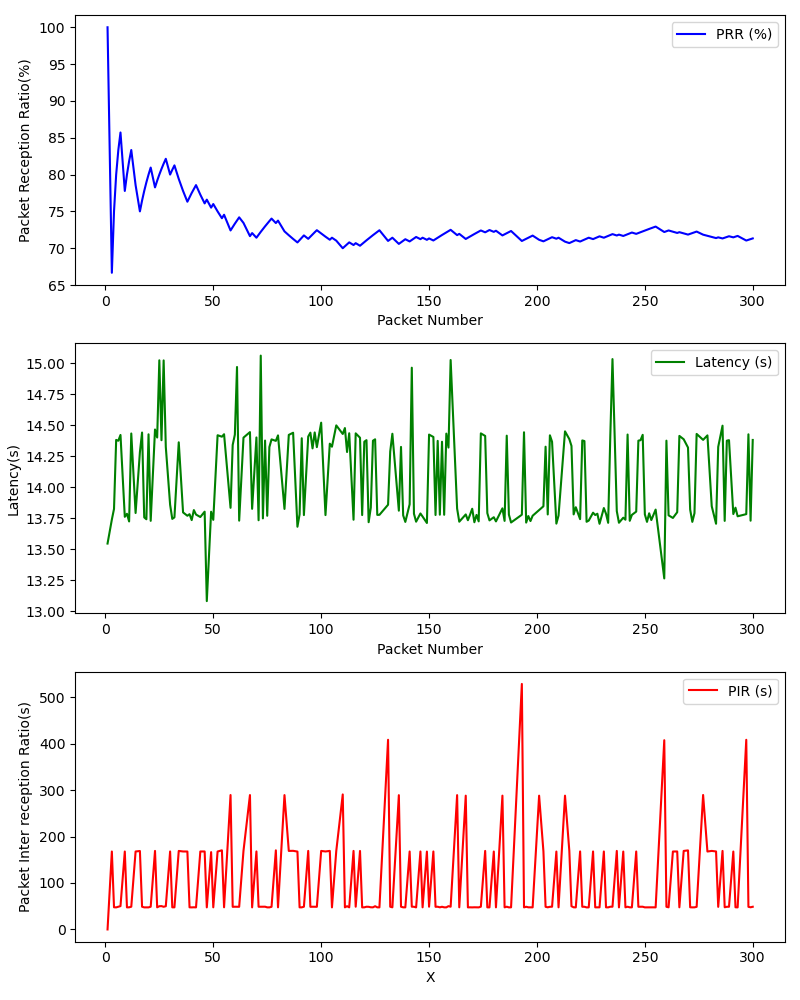 100
95
90
85
80
75
70
65
Packet Reception Ratio(%)
PRR (%)
0 50 100 150 200 250 300
Packet Number
15.00
14.75
14.50
14.25
14.00
13.75
13.50
13.25
13.00
Latency(s)
Latency (s)
0 50 100 150 200 250 300
Packet Number
500
400
300
200
100
0
Packet Inter reception Ratio(s)
PIR (s)
0 50 100 150 200 250 300
X